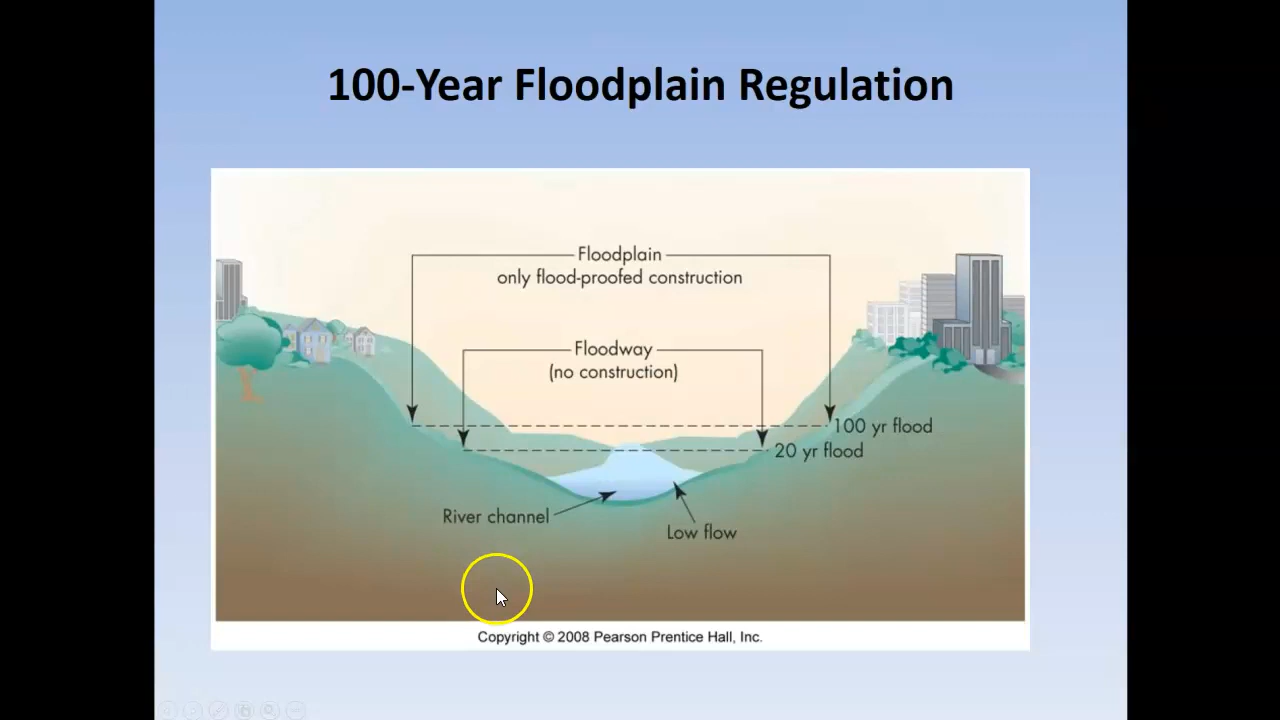 100-Year Floodplain Regulation
Floodplain
only flood-proofed construction
Floodway
(no construction)
100 yr flood
20 yr flood
River channel
Low flow
Copyright © 2008 Pearson Prentice Hall, Inc.